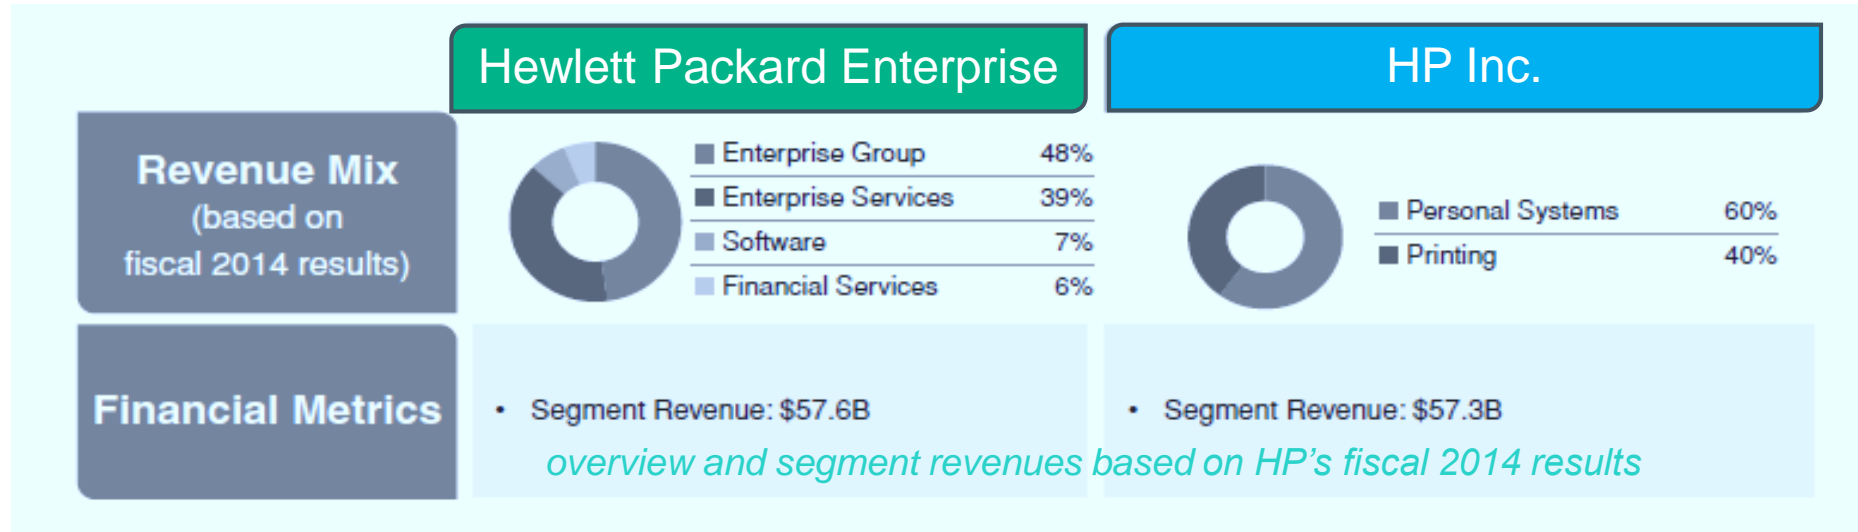 Hewlett Packard Enterprise
HP Inc.
Revenue Mix
(based on
fiscal 2014 results)
Enterprise Group 48%
Enterprise Services 39%
Software 7%
Financial Services 6%
Personal Systems 60%
Printing 40%
Financial Metrics
• Segment Revenue: $57.6B
• Segment Revenue: $57.3B
overview and segment revenues based on HP’s fiscal 2014 results